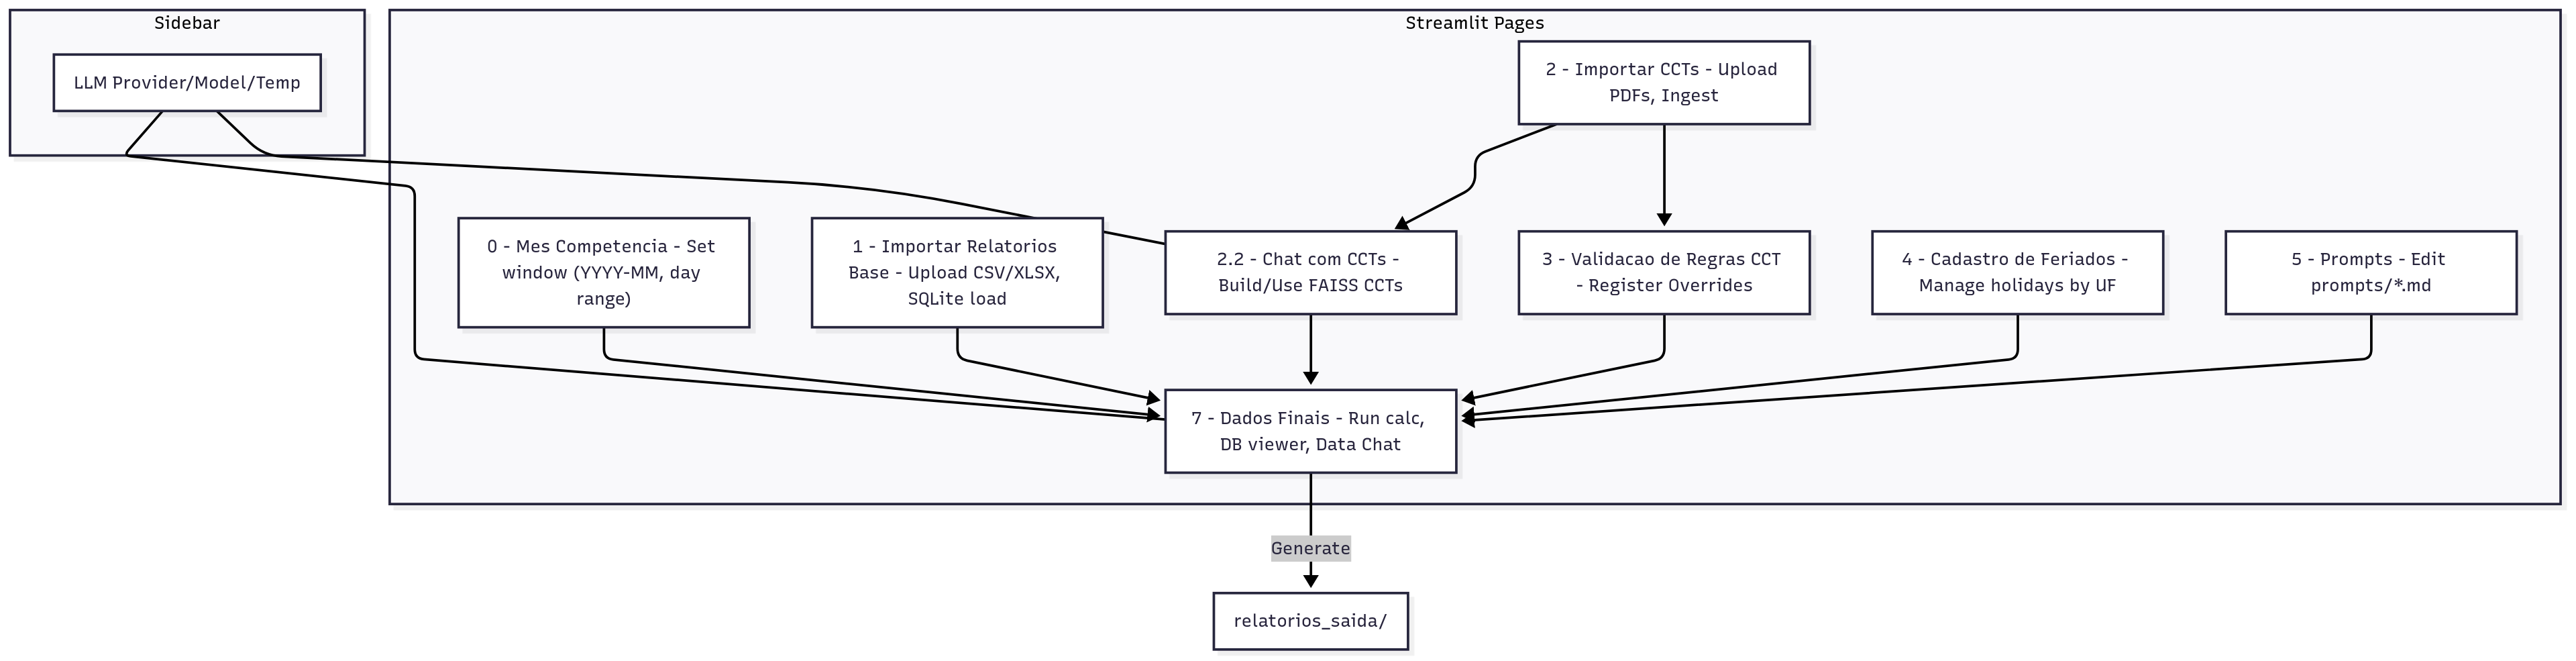 Sidebar
LLM Provider/Model/Temp
Streamlit Pages
2 - Importar CCTs - Upload
PDFs, Ingest
0 - Mes Competencia - Set
window (YYYY-MM, day
range)
1 - Importar Relatorios
Base - Upload CSV/XLSX,
SQLite load
2.2 - Chat com CCTs -
Build/Use FAISS CCTs
3 - Validacao de Regras CCT
- Register Overrides
4 - Cadastro de Feriados -
Manage holidays by UF
5 - Prompts - Edit
prompts/*.md
7 - Dados Finais - Run calc,
DB viewer, Data Chat
Generate
relatorios_saida/